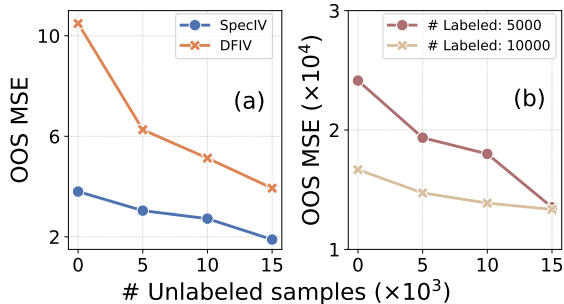 10
6
2
0
5
10
15
OOS MSE
SpecIV
DFIV
(a)
3
2
1
0
5
10
15
OOS MSE (×10⁴)
# Labeled: 5000
# Labeled: 10000
(b)
# Unlabeled samples (×10³)